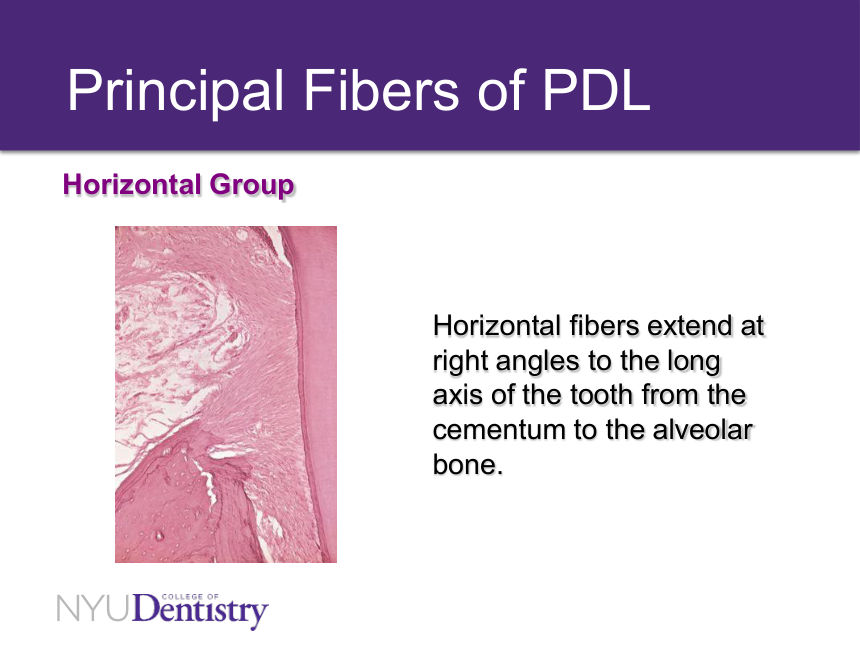 Principal Fibers of PDL
Horizontal Group
Horizontal fibers extend at
right angles to the long
axis of the tooth from the
cementum to the alveolar
bone.
NYU COLLEGE OF Dentistry